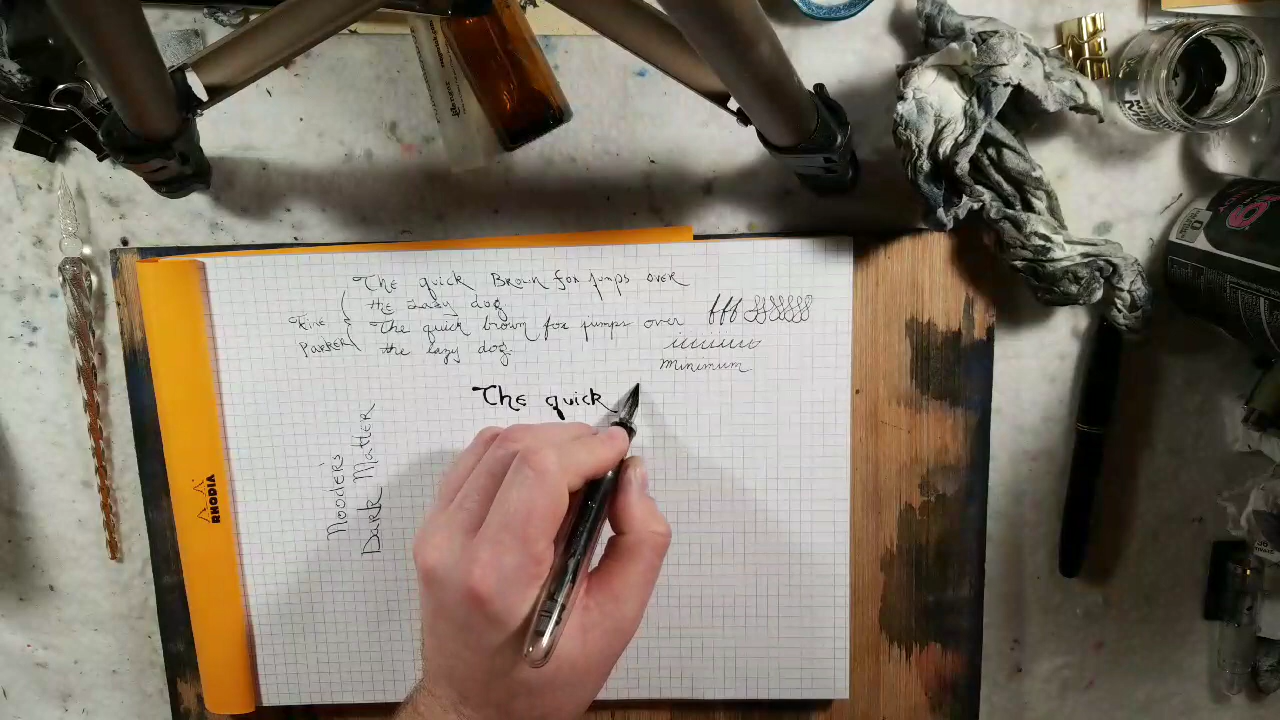 The quick Brown fox jumps over
the Lazy dog
Fine
Parker
The quick brown fox jumps over
the lazy dog.
fff
minimum
The quick
Nooder's
Dark Matter
RHODIA